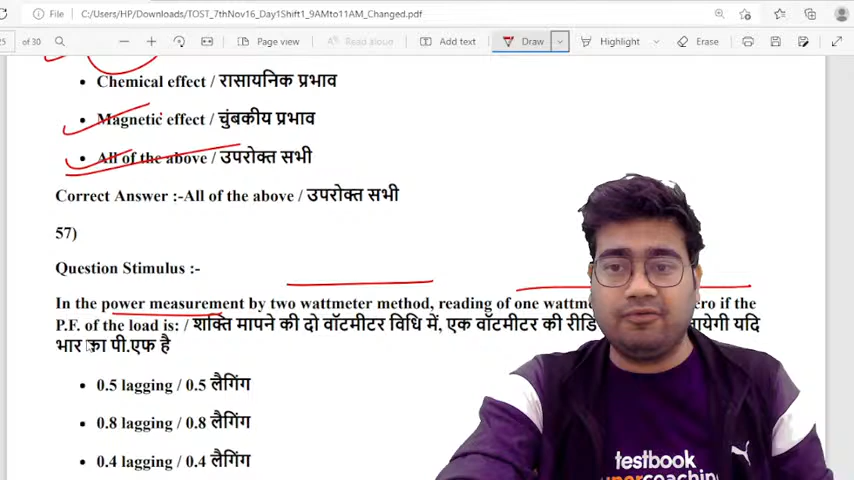 File
C:/Users/HP/Downloads/TOST_7thNov16_Day1Shift1_9AMto11AM_Changed.pdf
25 of 30
Page view
Read aloud
Add text
Draw
Highlight
Erase
Chemical effect / रासायनिक प्रभाव
Magnetic effect / चुंबकीय प्रभाव
All of the above / उपरोक्त सभी
Correct Answer :-All of the above / उपरोक्त सभी
57)
Question Stimulus :-
In the power measurement by two wattmeter method, reading of one if the
P.F. of the load is: / शक्ति मापने की दो वॉटमीटर विधि में, एक वॉटमीटर की जायेगी यदि
भार का पी.एफ है
0.5 lagging / 0.5 लैगिंग
0.8 lagging / 0.8 लैगिंग
0.4 lagging / 0.4 लैगिंग
testbook